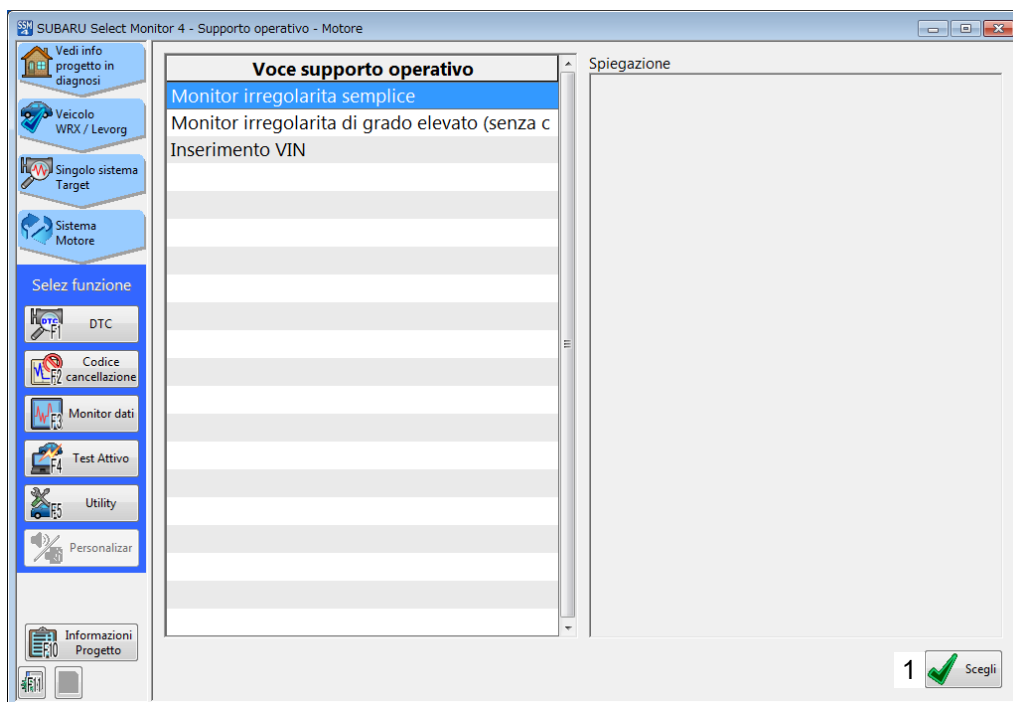 SUBARU Select Monitor 4 - Supporto operativo - Motore
Vedi info
progetto in
diagnosi
Veicolo
WRX / Levorg
Singolo sistema
Target
Sistema
Motore
Selez funzione
F1 DTC
F2 Codice
cancellazione
F3 Monitor dati
F4 Test Attivo
F5 Utility
Personalizar
F10 Informazioni
Progetto
F11
Voce supporto operativo
Monitor irregolarita semplice
Monitor irregolarita di grado elevato (senza c
Inserimento VIN
Spiegazione
1 Scegli